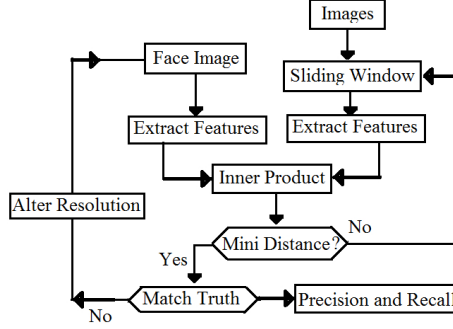 Images
Face Image
Sliding Window
Extract Features
Extract Features
Inner Product
Alter Resolution
Mini Distance?
No
Yes
Match Truth
Precision and Recall
No